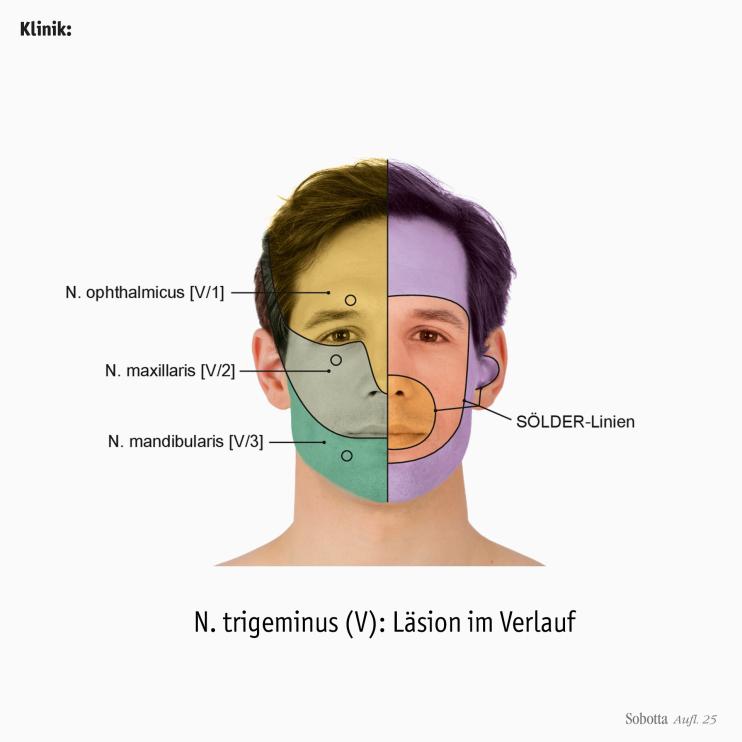 Klinik:
N. ophthalmicus [V/1]
N. maxillaris [V/2]
N. mandibularis [V/3]
SÖLDER-Linien
N. trigeminus (V): Läsion im Verlauf
Sobotta Aufl. 25